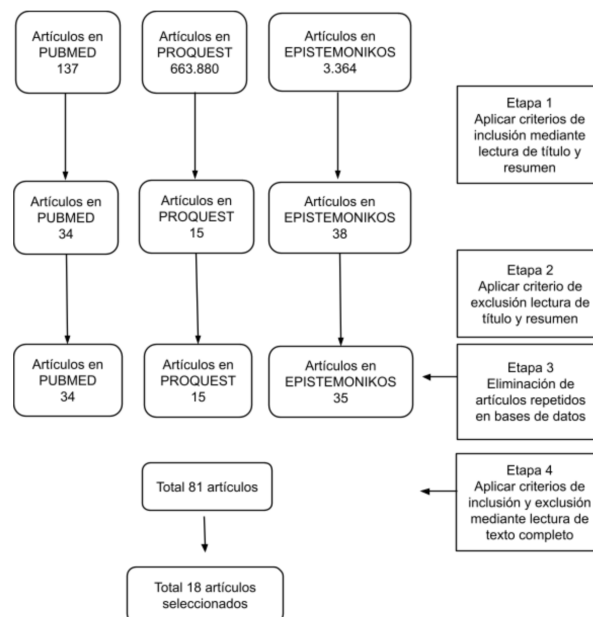 Artículos en
PUBMED
137
Artículos en
PROQUEST
663.880
Artículos en
EPISTEMONIKOS
3.364
Etapa 1
Aplicar criterios de
inclusión mediante
lectura de título y
resumen
Artículos en
PUBMED
34
Artículos en
PROQUEST
15
Artículos en
EPISTEMONIKOS
38
Etapa 2
Aplicar criterio de
exclusión lectura de
título y resumen
Artículos en
PUBMED
34
Artículos en
PROQUEST
15
Artículos en
EPISTEMONIKOS
35
Etapa 3
Eliminación de
artículos repetidos
en bases de datos
Total 81 artículos
Etapa 4
Aplicar criterios de
inclusión y exclusión
mediante lectura de
texto completo
Total 18 artículos
seleccionados